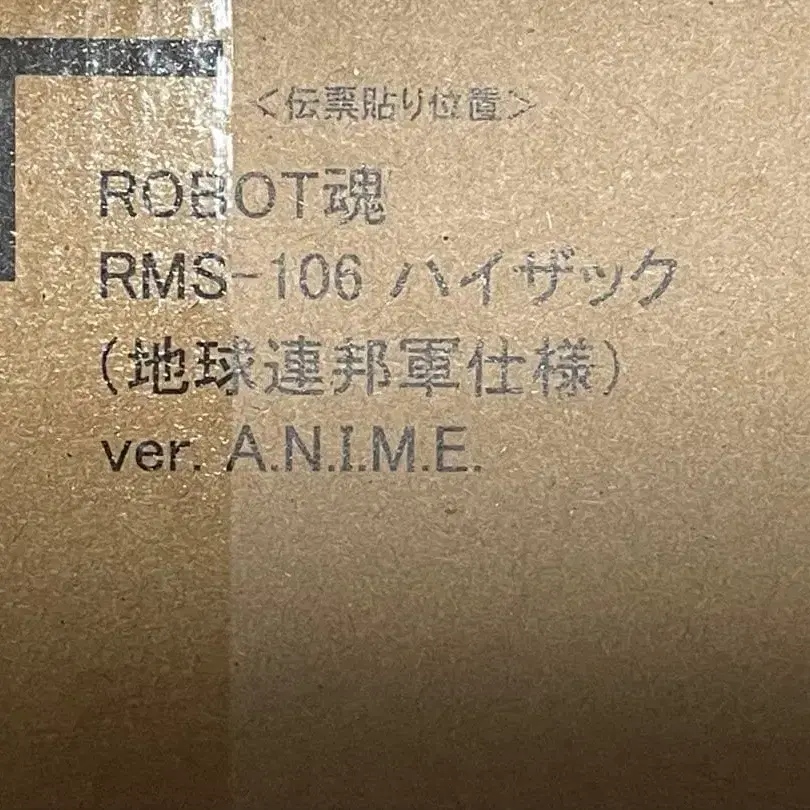 <伝票貼り位置>
ROBOT魂
RMS-106 ハイザック
(地球連邦軍仕様)
ver. A.N.I.M.E.